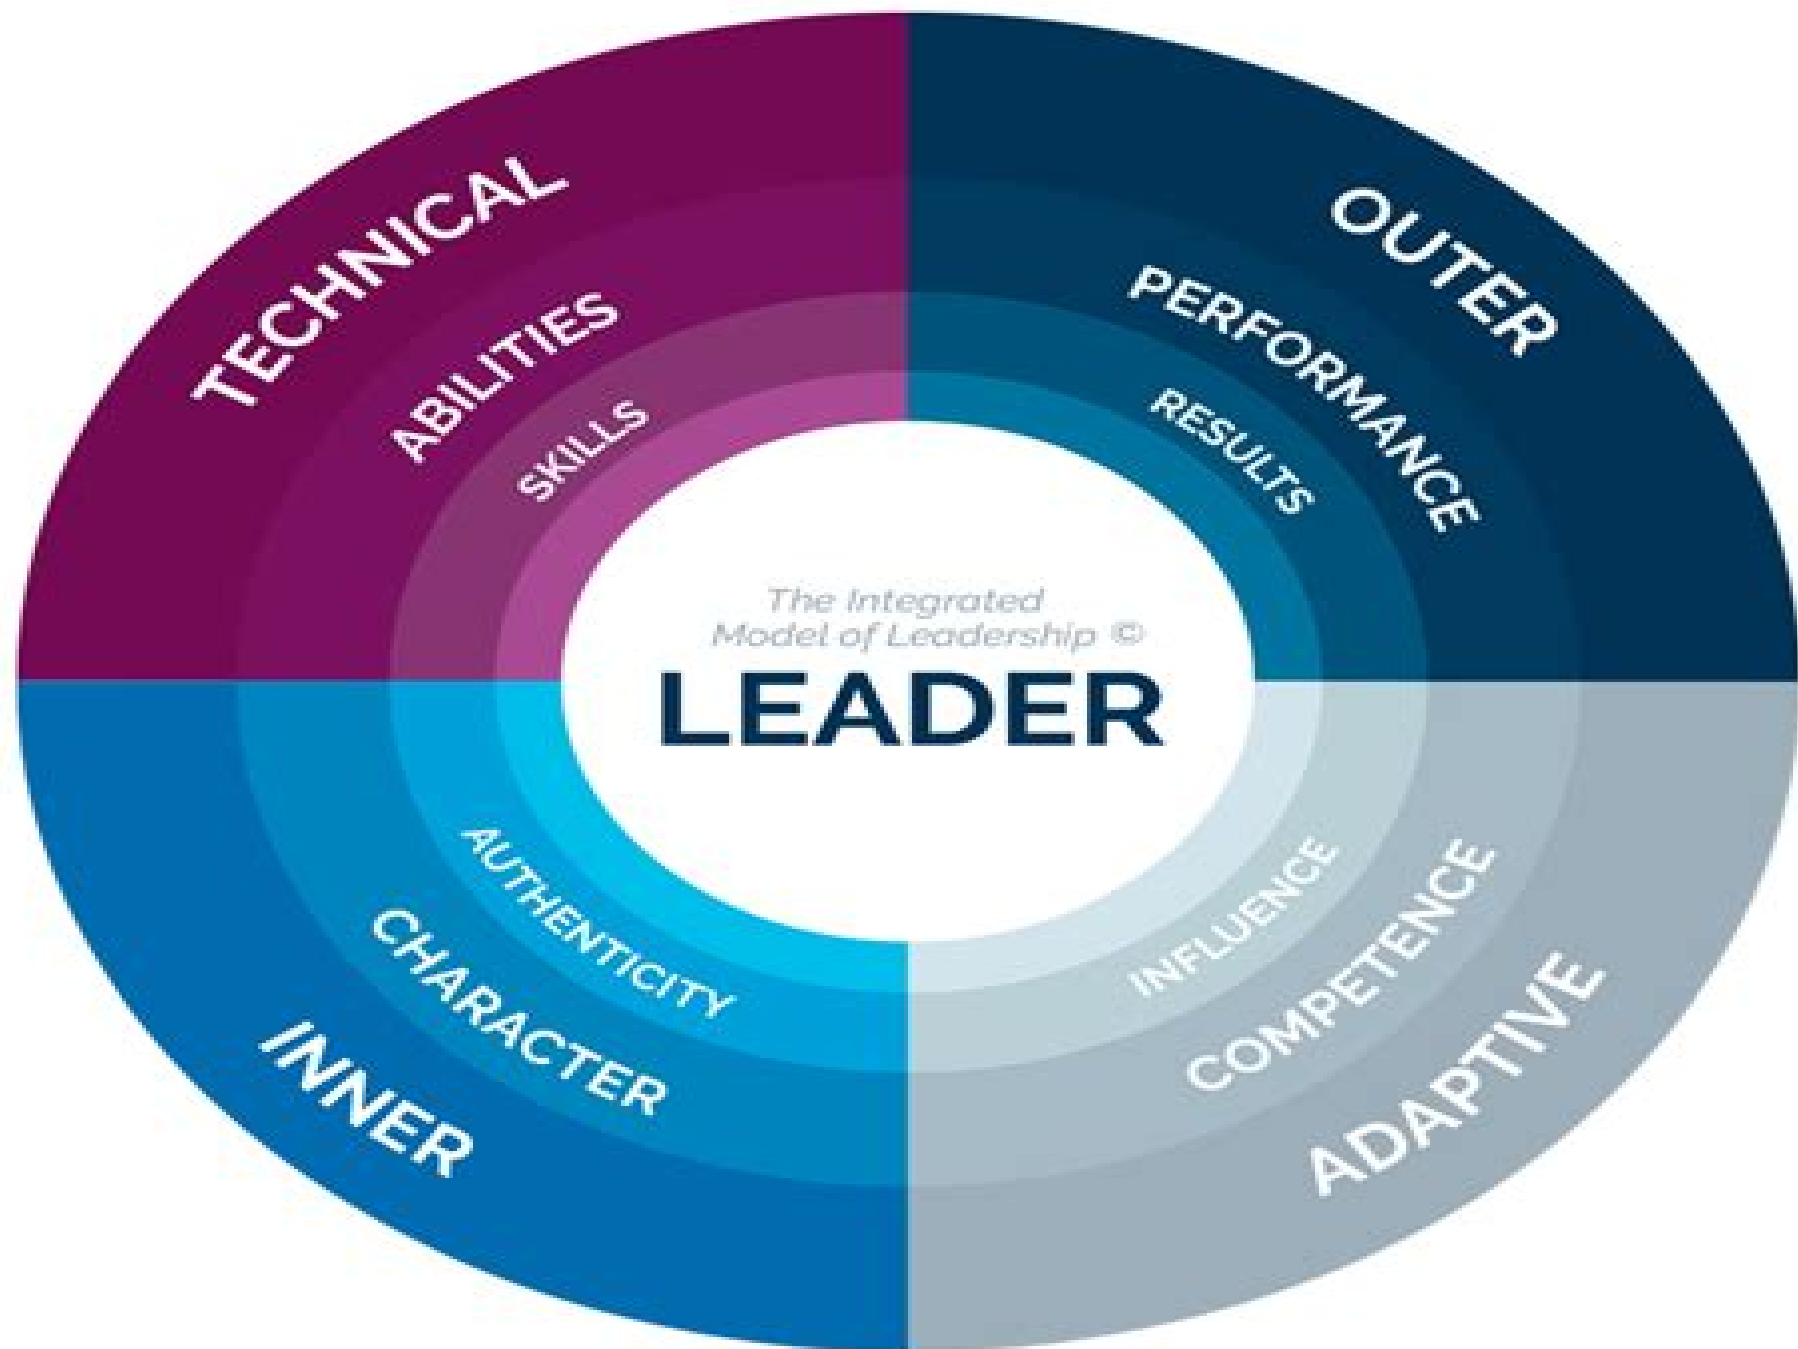 TECHNICAL
ABILITIES
SKILLS
OUTER
PERFORMANCE
RESULTS
The Integrated
Model of Leadership ©
LEADER
AUTHENTICITY
CHARACTER
INNER
INFLUENCE
COMPETENCE
ADAPTIVE